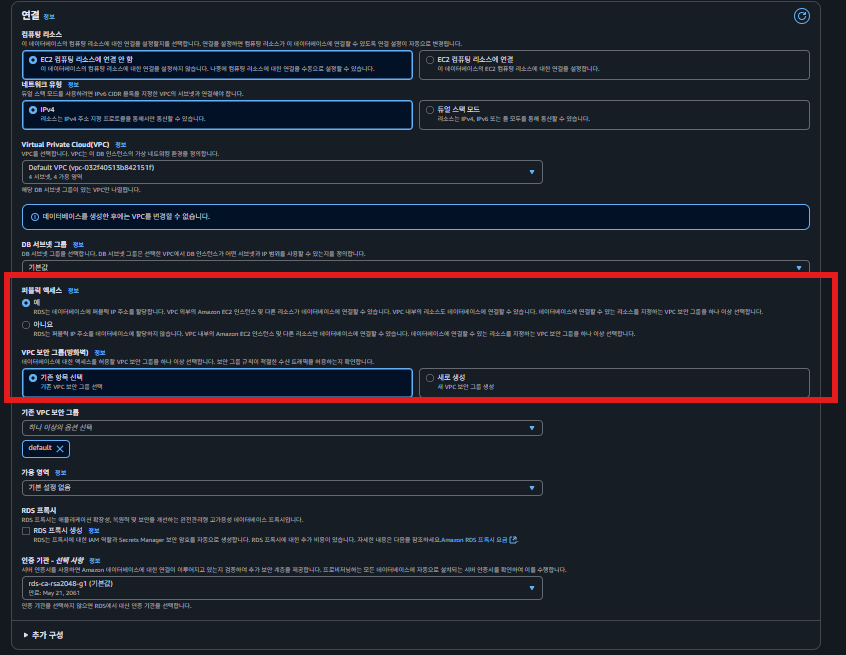 연결 정보
컴퓨팅 리소스
이 데이터베이스의 컴퓨팅 리소스에 대한 연결을 설정할지를 선택합니다. 연결을 설정하면 컴퓨팅 리소스가 이 데이터베이스에 연결할 수 있도록 연결 설정이 자동으로 변경됩니다.
EC2 컴퓨팅 리소스에 연결 안 함
이 데이터베이스의 컴퓨팅 리소스에 대한 연결을 설정하지 않습니다. 나중에 컴퓨팅 리소스에 대한 연결을 수동으로 설정할 수 있습니다.
EC2 컴퓨팅 리소스에 연결
이 데이터베이스의 EC2 컴퓨팅 리소스에 대한 연결을 설정합니다.
네트워크 유형 정보
듀얼 스택 모드를 사용하려면 IPv6 CIDR 블록을 지정한 VPC의 서브넷과 연결해야 합니다.
IPv4
리소스는 IPv4 주소 지정 프로토콜을 통해서만 통신할 수 있습니다.
듀얼 스택 모드
리소스는 IPv4, IPv6 또는 둘 모두를 통해 통신할 수 있습니다.
Virtual Private Cloud(VPC) 정보
VPC를 선택합니다. VPC는 이 DB 인스턴스의 가상 네트워킹 환경을 정의합니다.
Default VPC (vpc-032f40513b842151f)
4 서브넷, 4 가용 영역
해당 DB 서브넷 그룹이 있는 VPC만 나열됩니다.
데이터베이스를 생성한 후에는 VPC를 변경할 수 없습니다.
DB 서브넷 그룹 정보
DB 서브넷 그룹을 선택합니다. DB 서브넷 그룹은 선택한 VPC에서 DB 인스턴스가 어떤 서브넷과 IP 범위를 사용할 수 있는지를 정의합니다.
기본값
퍼블릭 액세스 정보
예
RDS는 데이터베이스에 퍼블릭 IP 주소를 할당합니다. VPC 외부의 Amazon EC2 인스턴스 및 다른 리소스가 데이터베이스에 연결할 수 있습니다. VPC 내부의 리소스도 데이터베이스에 연결할 수 있습니다. 데이터베이스에 연결할 수 있는 리소스를 지정하는 VPC 보안 그룹을 하나 이상 선택합니다.
아니요
RDS는 퍼블릭 IP 주소를 데이터베이스에 할당하지 않습니다. VPC 내부의 Amazon EC2 인스턴스 및 다른 리소스만 데이터베이스에 연결할 수 있습니다. 데이터베이스에 연결할 수 있는 리소스를 지정하는 VPC 보안 그룹을 하나 이상 선택합니다.
VPC 보안 그룹(방화벽) 정보
데이터베이스에 대한 액세스를 허용할 VPC 보안 그룹을 하나 이상 선택합니다. 보안 그룹 규칙이 적절한 수신 트래픽을 허용하는지 확인합니다.
기존 항목 선택
기존 VPC 보안 그룹 선택
새로 생성
새 VPC 보안 그룹 생성
기존 VPC 보안 그룹
하나 이상의 옵션 선택
default
가용 영역 정보
기본 설정 없음
RDS 프록시
RDS 프록시는 애플리케이션 확장성, 복원력 및 보안을 개선하는 완전관리형 고가용성 데이터베이스 프록시입니다.
RDS 프록시 생성 정보
RDS는 프록시에 대한 IAM 역할과 Secrets Manager 보안 암호를 자동으로 생성합니다. RDS 프록시에 대한 추가 비용이 있습니다. 자세한 내용은 다음을 참조하세요.Amazon RDS 프록시 요금
인증 기관 - 선택 사항 정보
서버 인증서를 사용하면 Amazon 데이터베이스에 대한 연결이 이루어지고 있는지 검증하여 추가 보안 계층을 제공합니다. 프로비저닝하는 모든 데이터베이스에 자동으로 설치되는 서버 인증서를 확인하여 이를 수행합니다.
rds-ca-rsa2048-g1 (기본값)
만료: May 21, 2061
인증 기관을 선택하지 않으면 RDS에서 대신 인증 기관을 선택합니다.
추가 구성